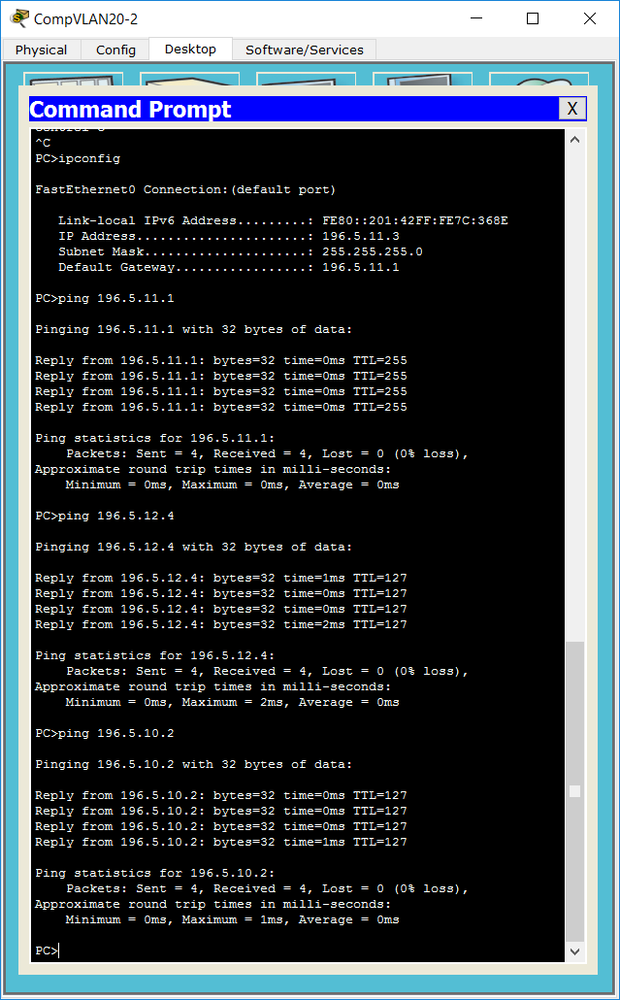 CompVLAN20-2
Physical Config Desktop Software/Services
Command Prompt X
^C
PC>ipconfig
FastEthernet0 Connection:(default port)
Link-local IPv6 Address.........: FE80::201:42FF:FE7C:368E
IP Address......................: 196.5.11.3
Subnet Mask.....................: 255.255.255.0
Default Gateway.................: 196.5.11.1
PC>ping 196.5.11.1
Pinging 196.5.11.1 with 32 bytes of data:
Reply from 196.5.11.1: bytes=32 time=0ms TTL=255
Reply from 196.5.11.1: bytes=32 time=0ms TTL=255
Reply from 196.5.11.1: bytes=32 time=0ms TTL=255
Reply from 196.5.11.1: bytes=32 time=0ms TTL=255
Ping statistics for 196.5.11.1:
Packets: Sent = 4, Received = 4, Lost = 0 (0% loss),
Approximate round trip times in milli-seconds:
Minimum = 0ms, Maximum = 0ms, Average = 0ms
PC>ping 196.5.12.4
Pinging 196.5.12.4 with 32 bytes of data:
Reply from 196.5.12.4: bytes=32 time=1ms TTL=127
Reply from 196.5.12.4: bytes=32 time=0ms TTL=127
Reply from 196.5.12.4: bytes=32 time=0ms TTL=127
Reply from 196.5.12.4: bytes=32 time=2ms TTL=127
Ping statistics for 196.5.12.4:
Packets: Sent = 4, Received = 4, Lost = 0 (0% loss),
Approximate round trip times in milli-seconds:
Minimum = 0ms, Maximum = 2ms, Average = 0ms
PC>ping 196.5.10.2
Pinging 196.5.10.2 with 32 bytes of data:
Reply from 196.5.10.2: bytes=32 time=0ms TTL=127
Reply from 196.5.10.2: bytes=32 time=0ms TTL=127
Reply from 196.5.10.2: bytes=32 time=0ms TTL=127
Reply from 196.5.10.2: bytes=32 time=1ms TTL=127
Ping statistics for 196.5.10.2:
Packets: Sent = 4, Received = 4, Lost = 0 (0% loss),
Approximate round trip times in milli-seconds:
Minimum = 0ms, Maximum = 1ms, Average = 0ms
PC>